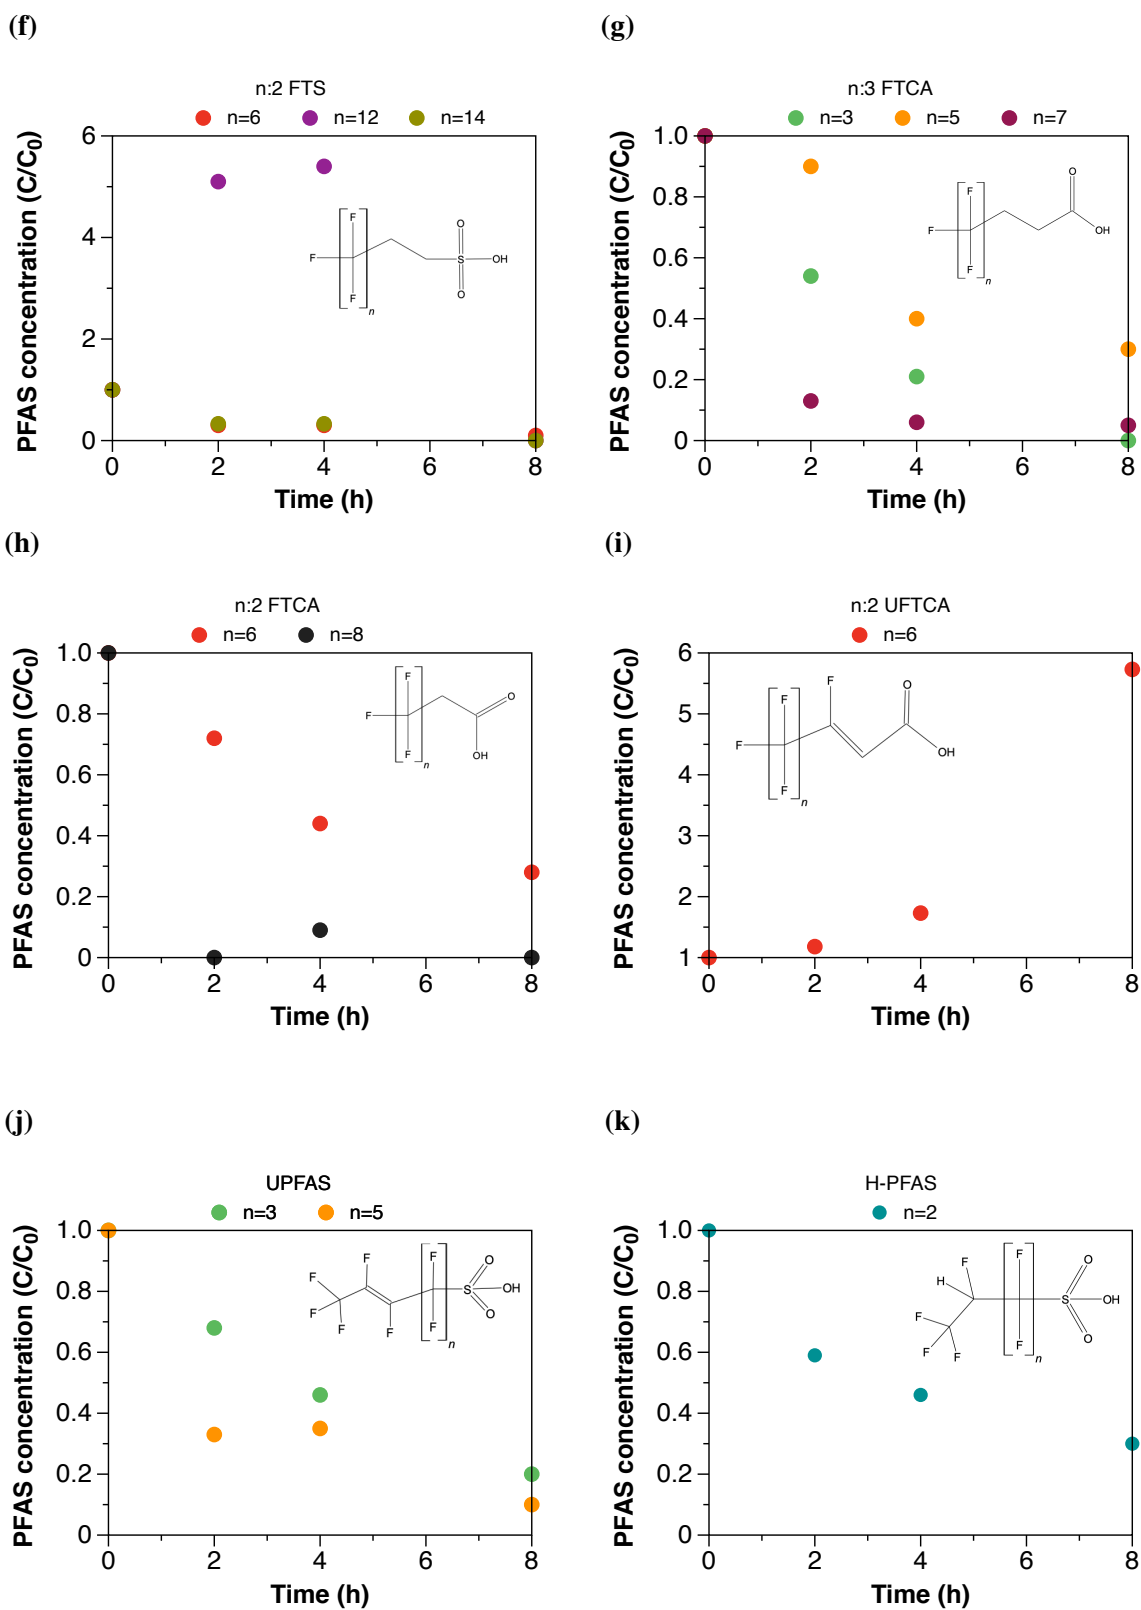 (f)
n:2 FTS
n=6 n=12 n=14
PFAS concentration (C/C0)
6
4
2
0
0 2 4 6 8
Time (h)
F F F n O S OH O
(g)
n:3 FTCA
n=3 n=5 n=7
PFAS concentration (C/C0)
1.0
0.8
0.6
0.4
0.2
0
0 2 4 6 8
Time (h)
F F F n O OH
(h)
n:2 FTCA
n=6 n=8
PFAS concentration (C/C0)
1.0
0.8
0.6
0.4
0.2
0
0 2 4 6 8
Time (h)
F F F n O OH
(i)
n:2 UFTCA
n=6
PFAS concentration (C/C0)
6
5
4
3
2
1
0 2 4 6 8
Time (h)
F F F n F O OH
(j)
UPFAS
n=3 n=5
PFAS concentration (C/C0)
1.0
0.8
0.6
0.4
0.2
0
0 2 4 6 8
Time (h)
F F F F F F F n O S OH O
(k)
H-PFAS
n=2
PFAS concentration (C/C0)
1.0
0.8
0.6
0.4
0.2
0
0 2 4 6 8
Time (h)
H F F F F F F n O S OH O